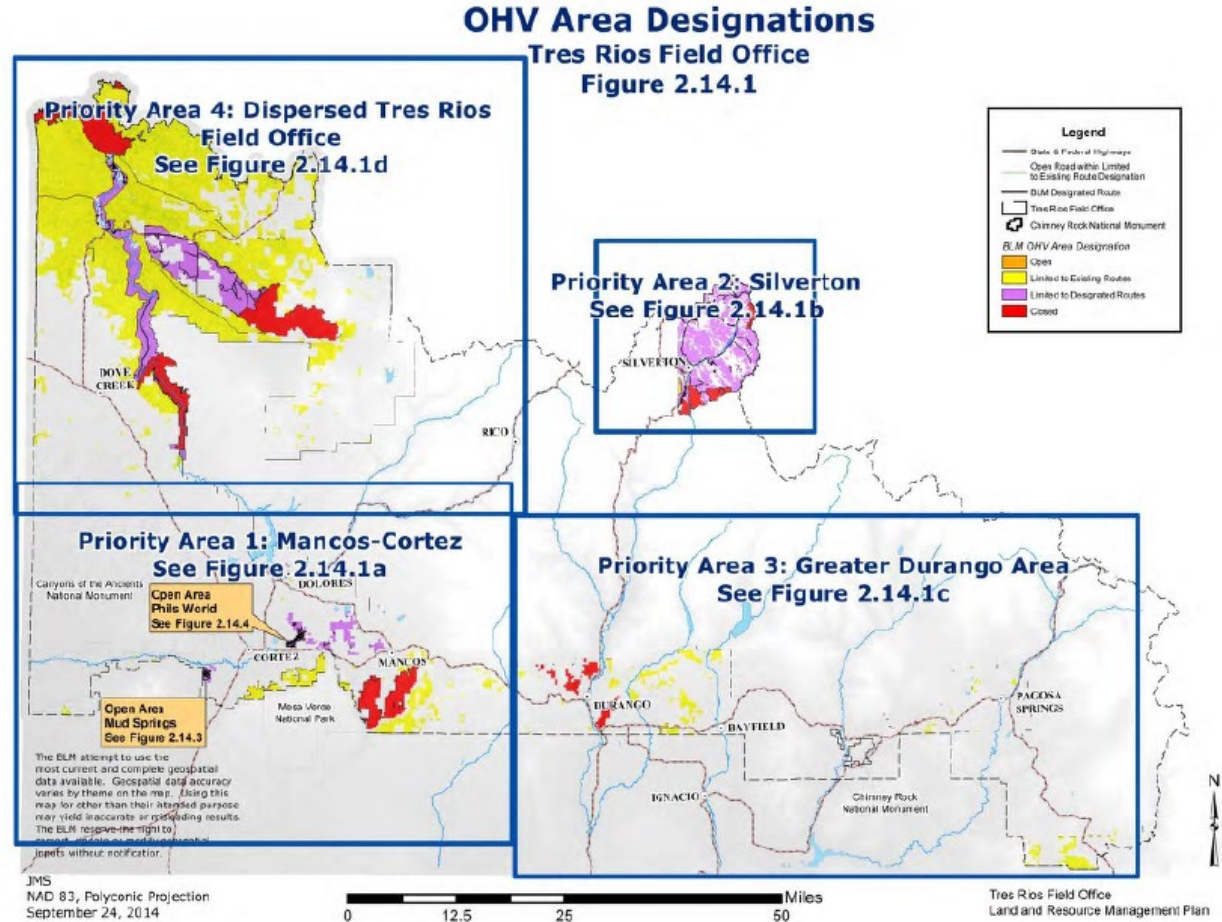 OHV Area Designations
Tres Rios Field Office
Figure 2.14.1
Priority Area 4: Dispersed Tres Rios
Field Office
See Figure 2.14.1d
Legend
State & Federal Highways
Open Road within Limited
to Existing Route Designation
BLM Designated Route
Tres Rios Field Office
Chimney Rock National Monument
BLM OHV Area Designation
Open
Limited to Existing Routes
Limited to Designated Routes
Closed
Priority Area 2: Silverton
See Figure 2.14.1b
SILVERTON
DOVE
CREEK
RICO
Priority Area 1: Mancos-Cortez
See Figure 2.14.1a
Priority Area 3: Greater Durango Area
See Figure 2.14.1c
Canyons of the Ancients
National Monument
DOLORES
Open Area
Phils World
See Figure 2.14.4
CORTEZ
MANCOS
Open Area
Mud Springs
See Figure 2.14.3
Mesa Verde
National Park
DURANGO
BAYFIELD
PAGOSA
SPRINGS
IGNACIO
Chimney Rock
National Monument
The BLM attempt to use the
most current and complete geospatial
data available. Geospatial data accuracy
varies by theme on the map. Using this
map for other than their intended purpose
may yield inaccurate or misleading results.
The BLM reserve the right to
correct, update or modify geospatial
inputs without notification.
N
JMS
NAD 83, Polyconic Projection
September 24, 2014
Miles
0 12.5 25 50
Tres Rios Field Office
Land and Resource Management Plan